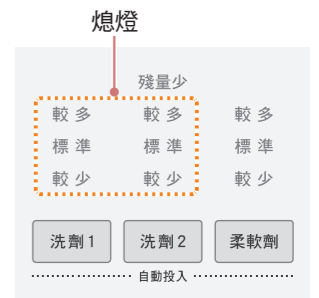 熄燈
殘量少
較多 較多 較多
標準 標準 標準
較少 較少 較少
洗劑1 洗劑2 柔軟劑
自動投入